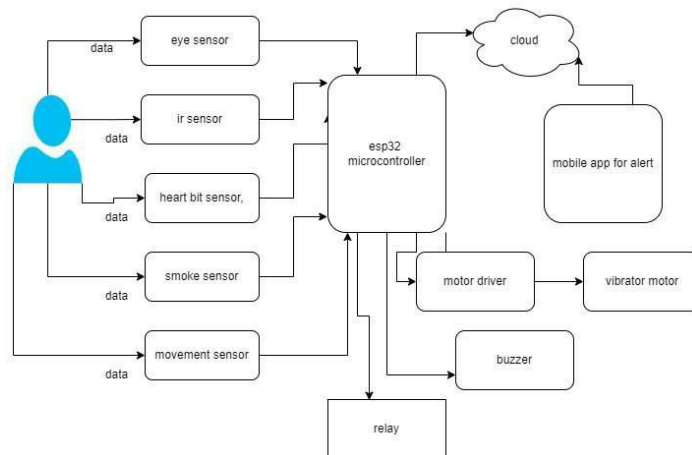 data
eye sensor
cloud
data
ir sensor
esp32
microcontroller
mobile app for alert
data
heart bit sensor,
data
smoke sensor
motor driver
vibrator motor
data
movement sensor
buzzer
relay